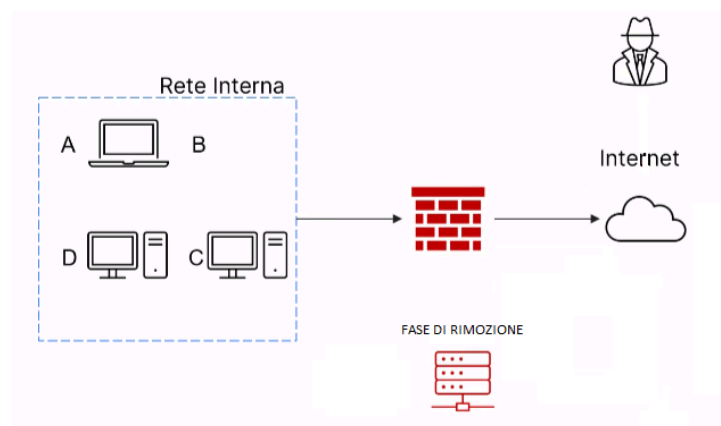 Rete Interna
A
B
Internet
D
C
FASE DI RIMOZIONE